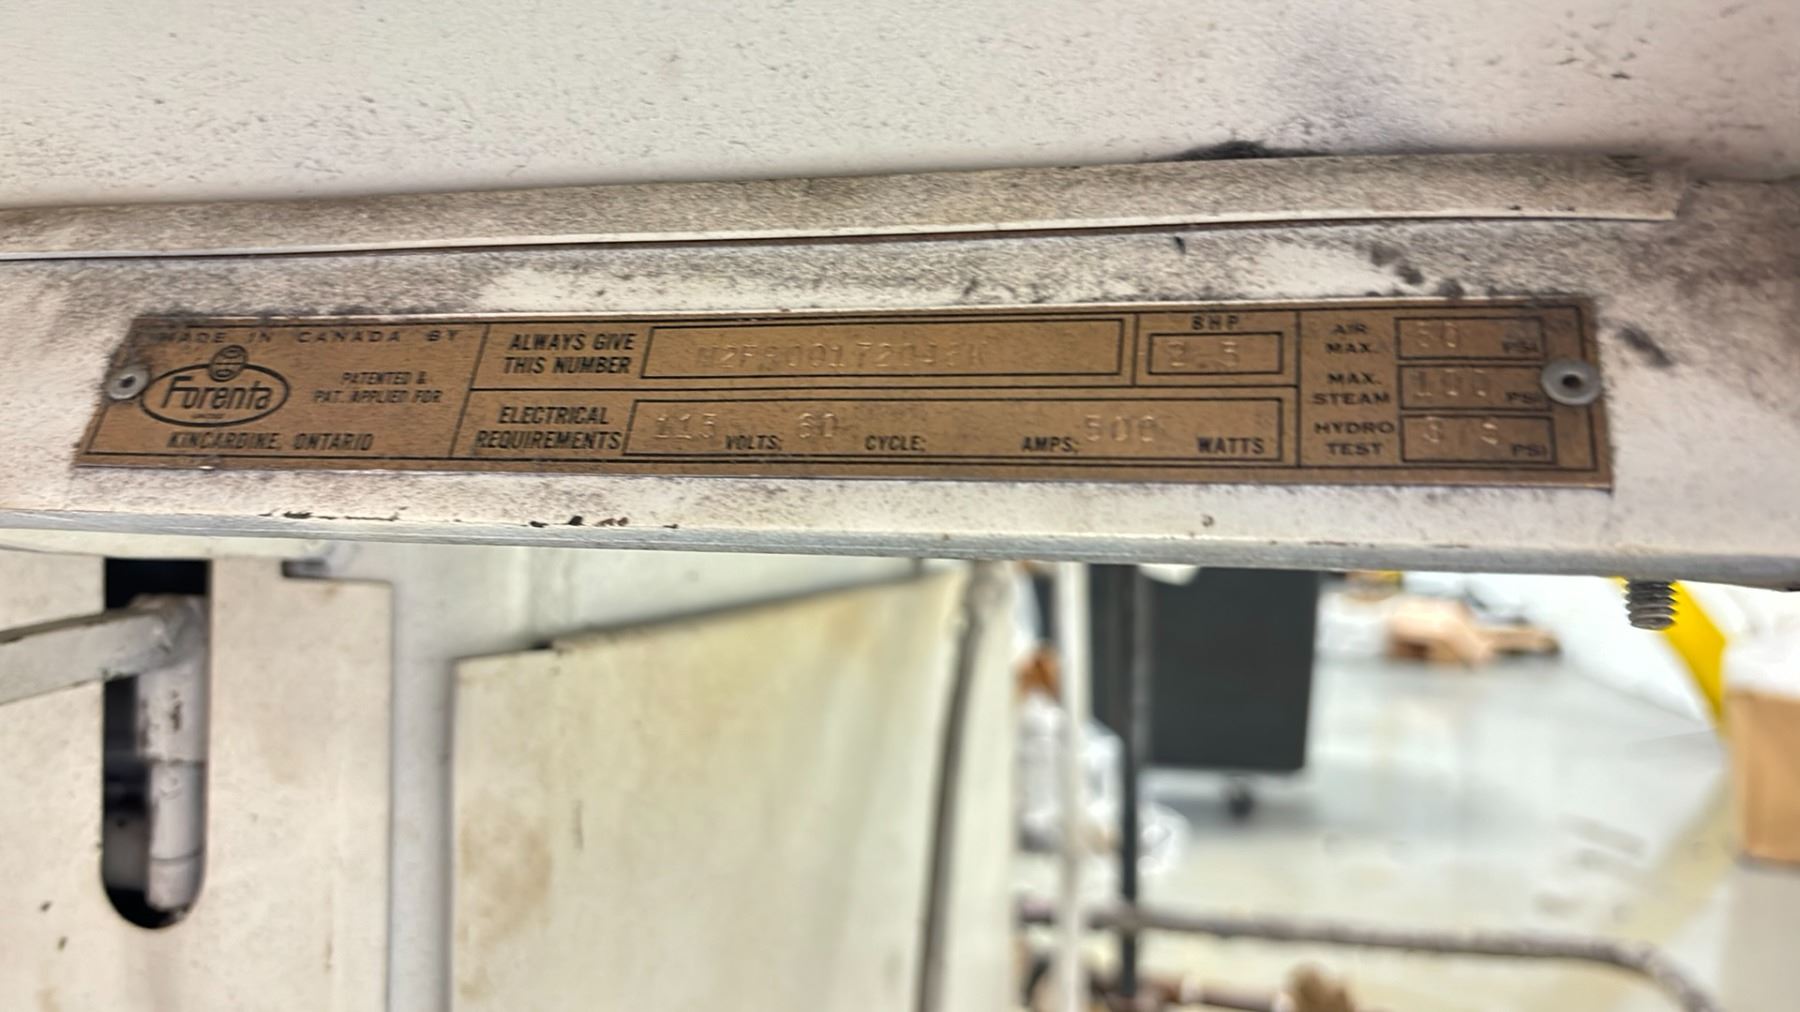 MADE IN CANADA BY
Forenta
LIMITED
PATENTED &
PAT. APPLIED FOR
KINCARDINE, ONTARIO
ALWAYS GIVE
THIS NUMBER
BHP.
2.5
ELECTRICAL
REQUIREMENTS
115 VOLTS; 60 CYCLE; AMPS; 500 WATTS
AIR
MAX.
PSI
MAX.
STEAM
100 PSI
HYDRO
TEST
PSI